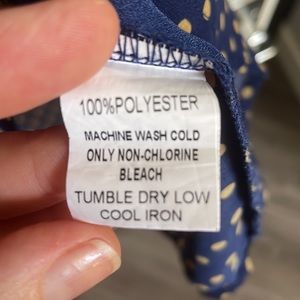 100%POLYESTER
MACHINE WASH COLD
ONLY NON-CHLORINE
BLEACH
TUMBLE DRY LOW
COOL IRON